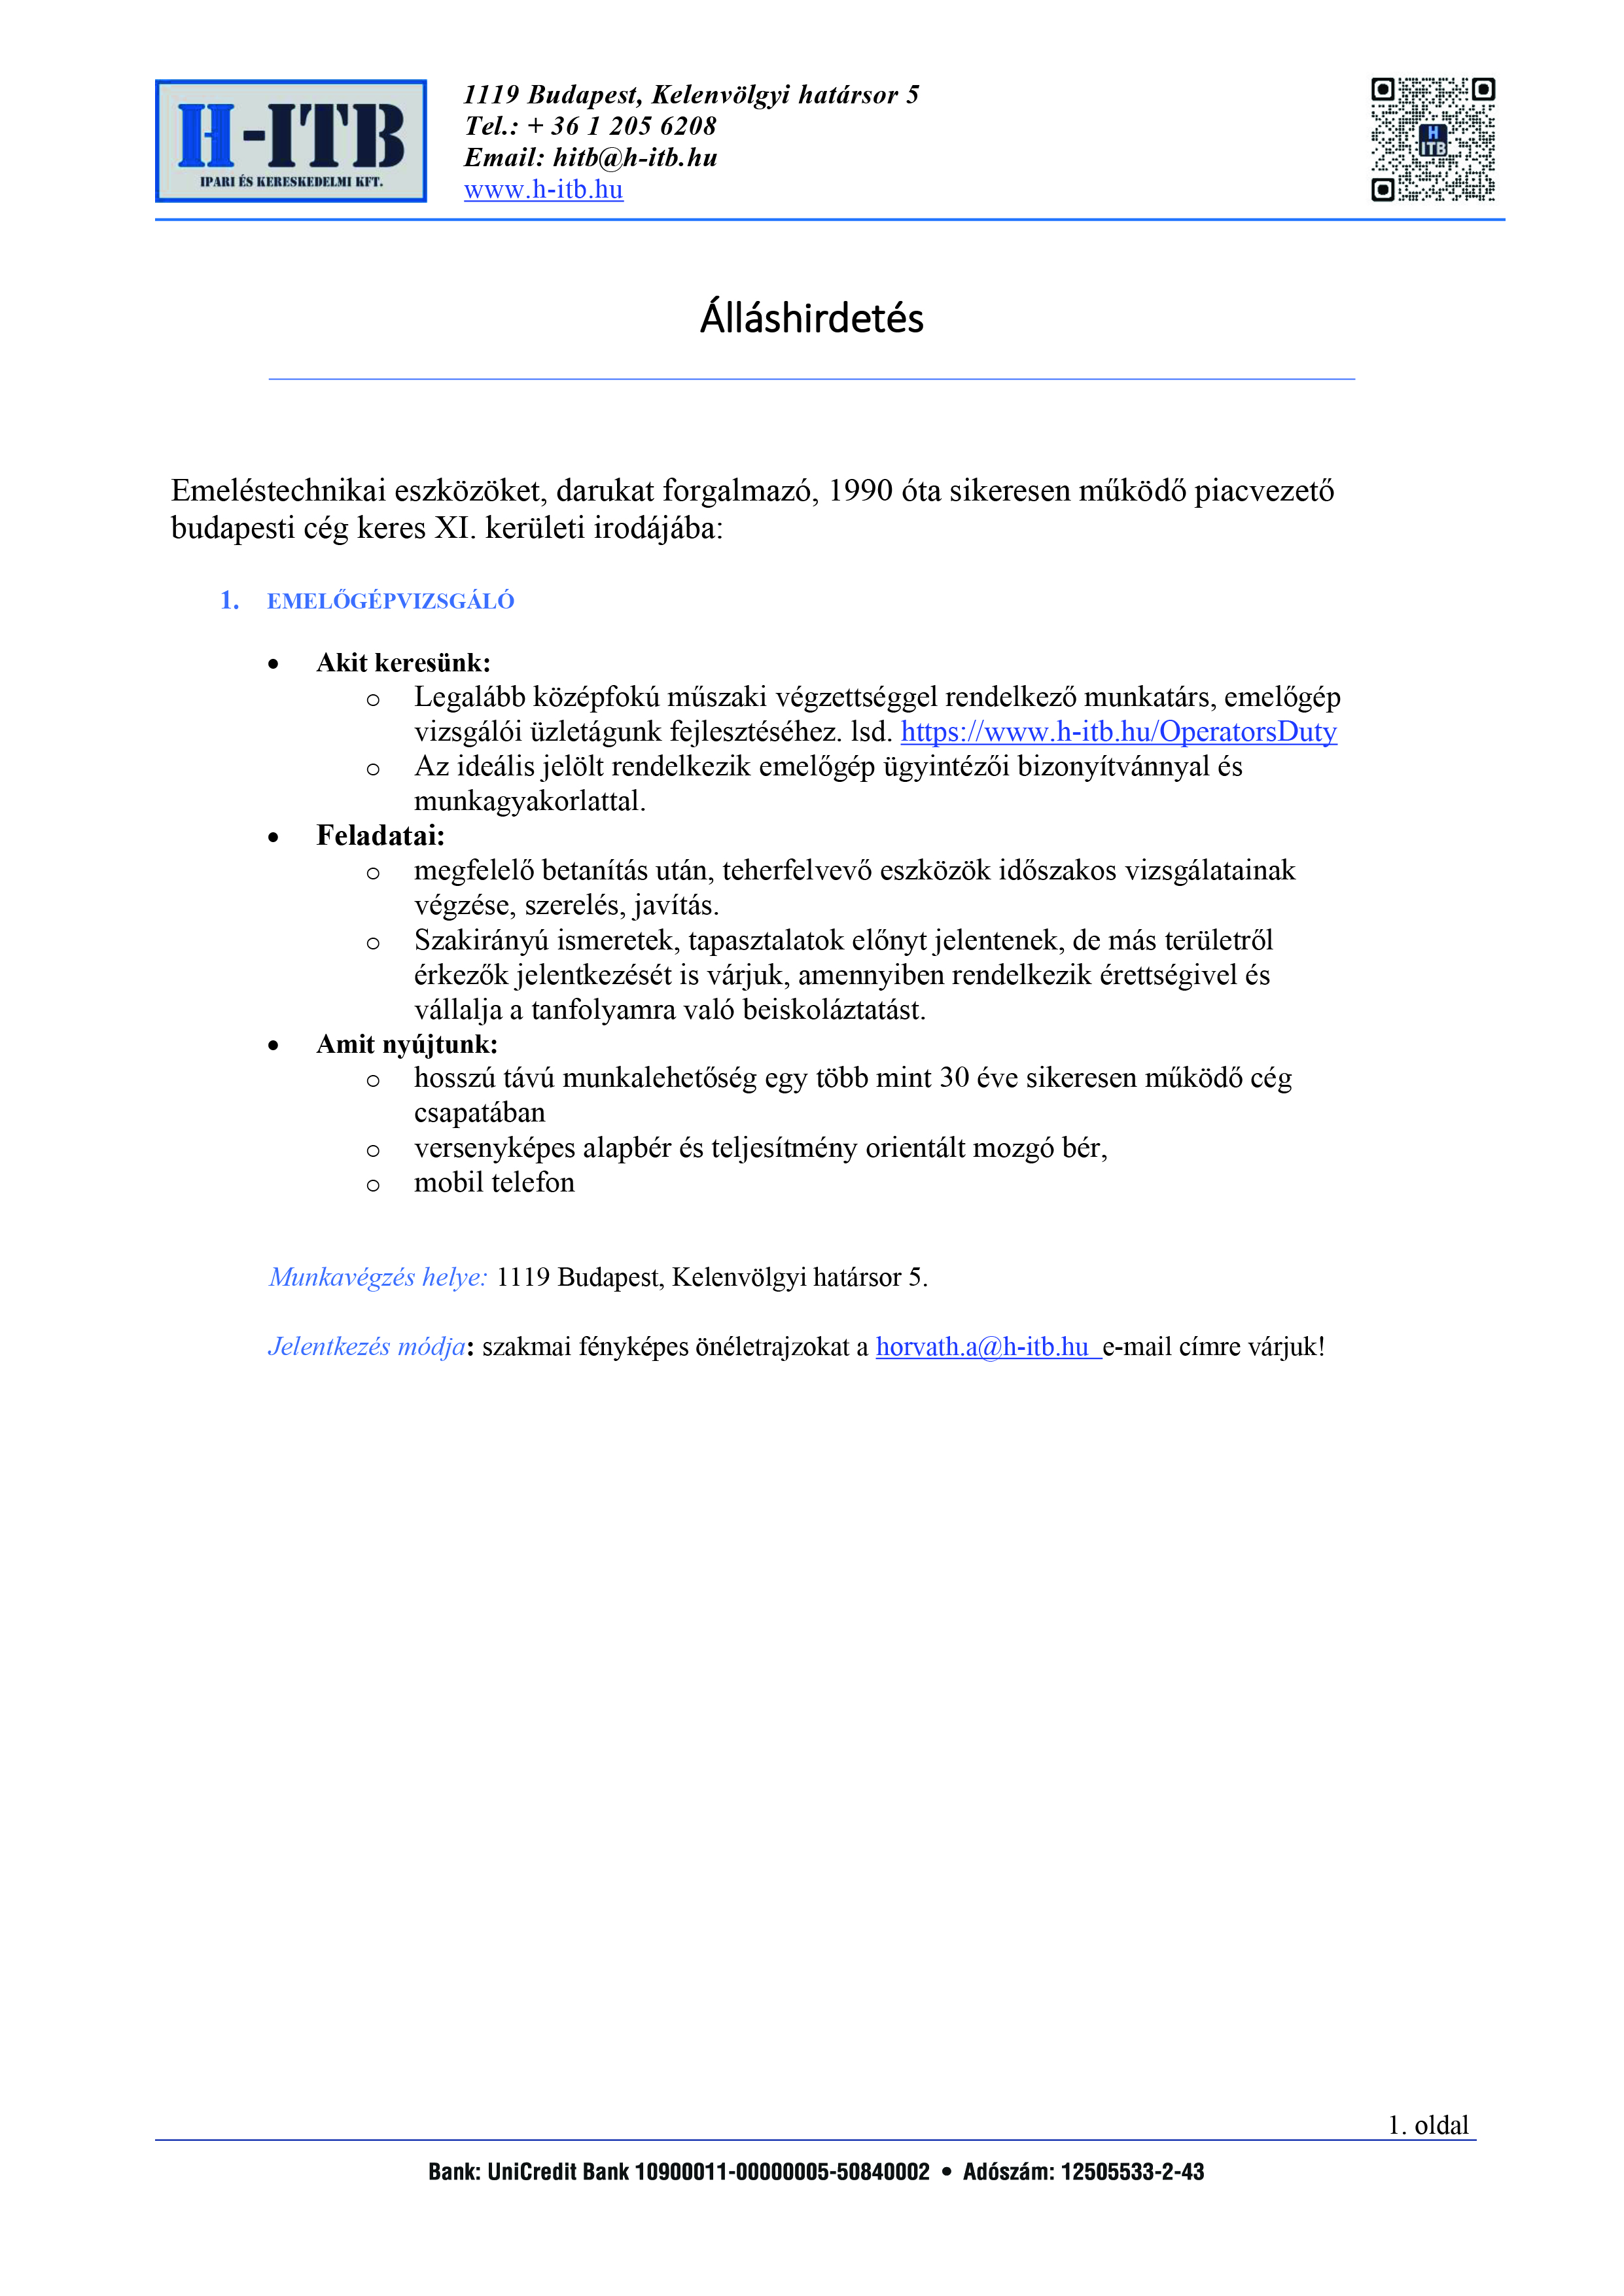 H-ITB
IPARI ÉS KERESKEDELMI KFT.
1119 Budapest, Kelenvölgyi határsor 5
Tel.: + 36 1 205 6208
Email: hitb@h-itb.hu
www.h-itb.hu
H
ITB
Álláshirdetés
Emeléstechnikai eszközöket, darukat forgalmazó, 1990 óta sikeresen működő piacvezető
budapesti cég keres XI. kerületi irodájába:
1. EMELŐGÉPVIZSGÁLÓ
• Akit keresünk:
o Legalább középfokú műszaki végzettséggel rendelkező munkatárs, emelőgép
vizsgálói üzletágunk fejlesztéséhez. lsd. https://www.h-itb.hu/OperatorsDuty
o Az ideális jelölt rendelkezik emelőgép ügyintézői bizonyítvánnyal és
munkagyakorlattal.
• Feladatai:
o megfelelő betanítás után, teherfelvevő eszközök időszakos vizsgálatainak
végzése, szerelés, javítás.
o Szakirányú ismeretek, tapasztalatok előnyt jelentenek, de más területről
érkezők jelentkezését is várjuk, amennyiben rendelkezik érettségivel és
vállalja a tanfolyamra való beiskoláztatást.
• Amit nyújtunk:
o hosszú távú munkalehetőség egy több mint 30 éve sikeresen működő cég
csapatában
o versenyképes alapbér és teljesítmény orientált mozgó bér,
o mobil telefon
Munkavégzés helye: 1119 Budapest, Kelenvölgyi határsor 5.
Jelentkezés módja: szakmai fényképes önéletrajzokat a horvath.a@h-itb.hu e-mail címre várjuk!
1. oldal
Bank: UniCredit Bank 10900011-00000005-50840002 • Adószám: 12505533-2-43